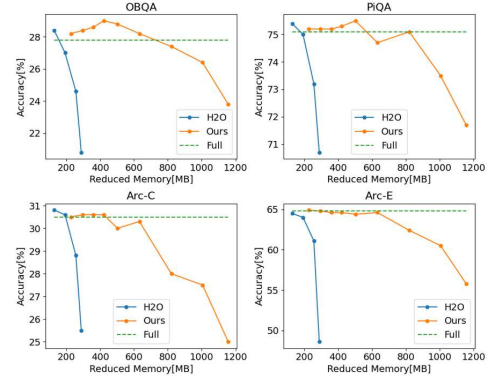 OBQA
Accuracy[%]
28
26
24
22
H2O
Ours
Full
200 400 600 800 1000 1200
Reduced Memory[MB]
PiQA
Accuracy[%]
75
74
73
72
71
H2O
Ours
Full
200 400 600 800 1000 1200
Reduced Memory[MB]
Arc-C
Accuracy[%]
31
30
29
28
27
26
25
H2O
Ours
Full
200 400 600 800 1000 1200
Reduced Memory[MB]
Arc-E
Accuracy[%]
65
60
55
50
H2O
Ours
Full
200 400 600 800 1000 1200
Reduced Memory[MB]